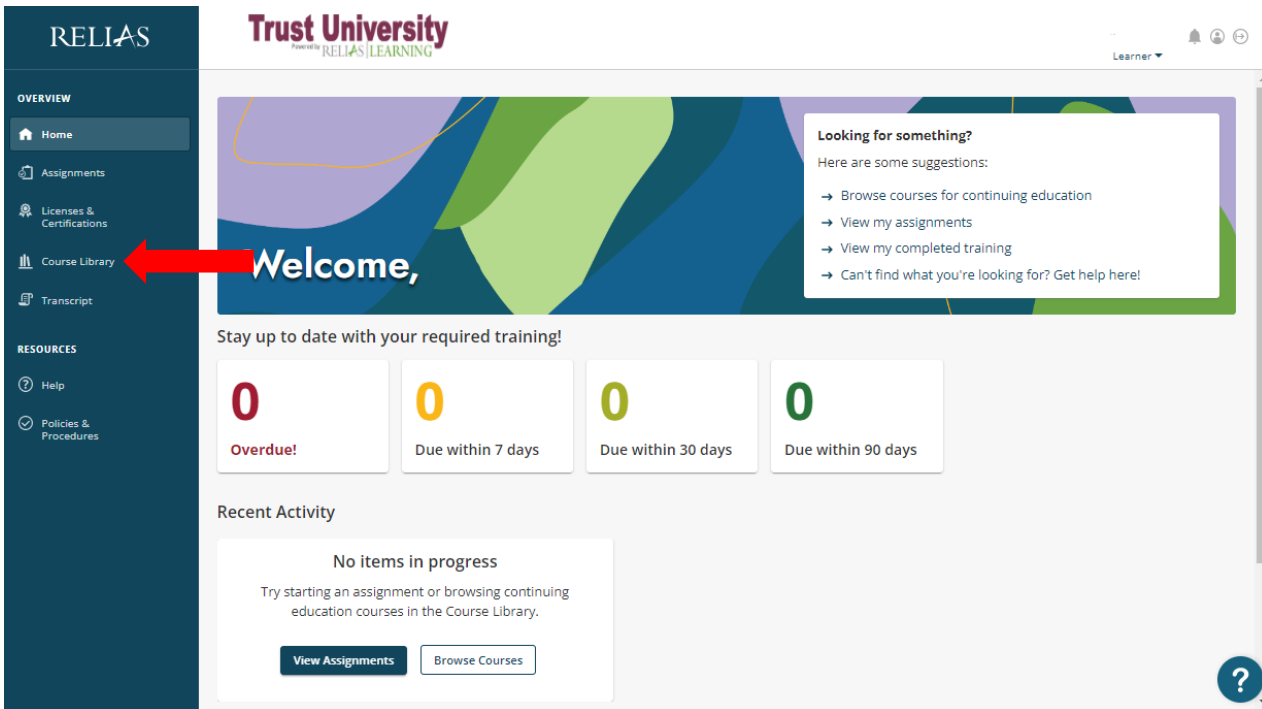 RELIAS
Trust University
Powered by RELIAS LEARNING
Learner
OVERVIEW
Home
Assignments
Licenses &
Certifications
Course Library
Transcript
RESOURCES
Help
Policies &
Procedures
Welcome,
Looking for something?
Here are some suggestions:
→ Browse courses for continuing education
→ View my assignments
→ View my completed training
→ Can't find what you're looking for? Get help here!
Stay up to date with your required training!
0
Overdue!
0
Due within 7 days
0
Due within 30 days
0
Due within 90 days
Recent Activity
No items in progress
Try starting an assignment or browsing continuing
education courses in the Course Library.
View Assignments
Browse Courses
?